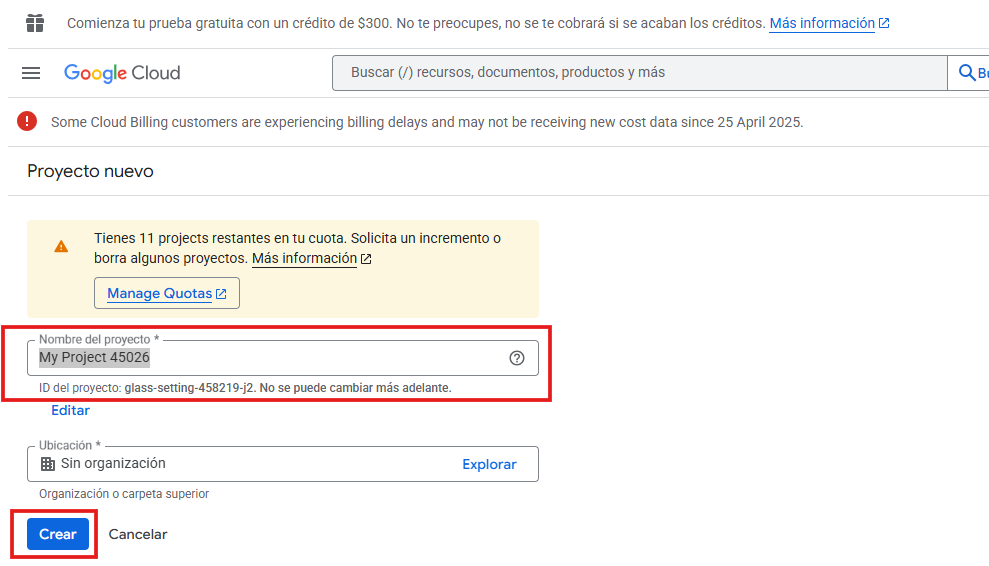 Comienza tu prueba gratuita con un crédito de $300. No te preocupes, no se te cobrará si se acaban los créditos. Más información
Google Cloud
Buscar (/) recursos, documentos, productos y más
Some Cloud Billing customers are experiencing billing delays and may not be receiving new cost data since 25 April 2025.
Proyecto nuevo
Tienes 11 projects restantes en tu cuota. Solicita un incremento o
borra algunos proyectos. Más información
Manage Quotas
Nombre del proyecto *
My Project 45026
ID del proyecto: glass-setting-458219-j2. No se puede cambiar más adelante.
Editar
Ubicación *
Sin organización
Explorar
Organización o carpeta superior
Crear
Cancelar